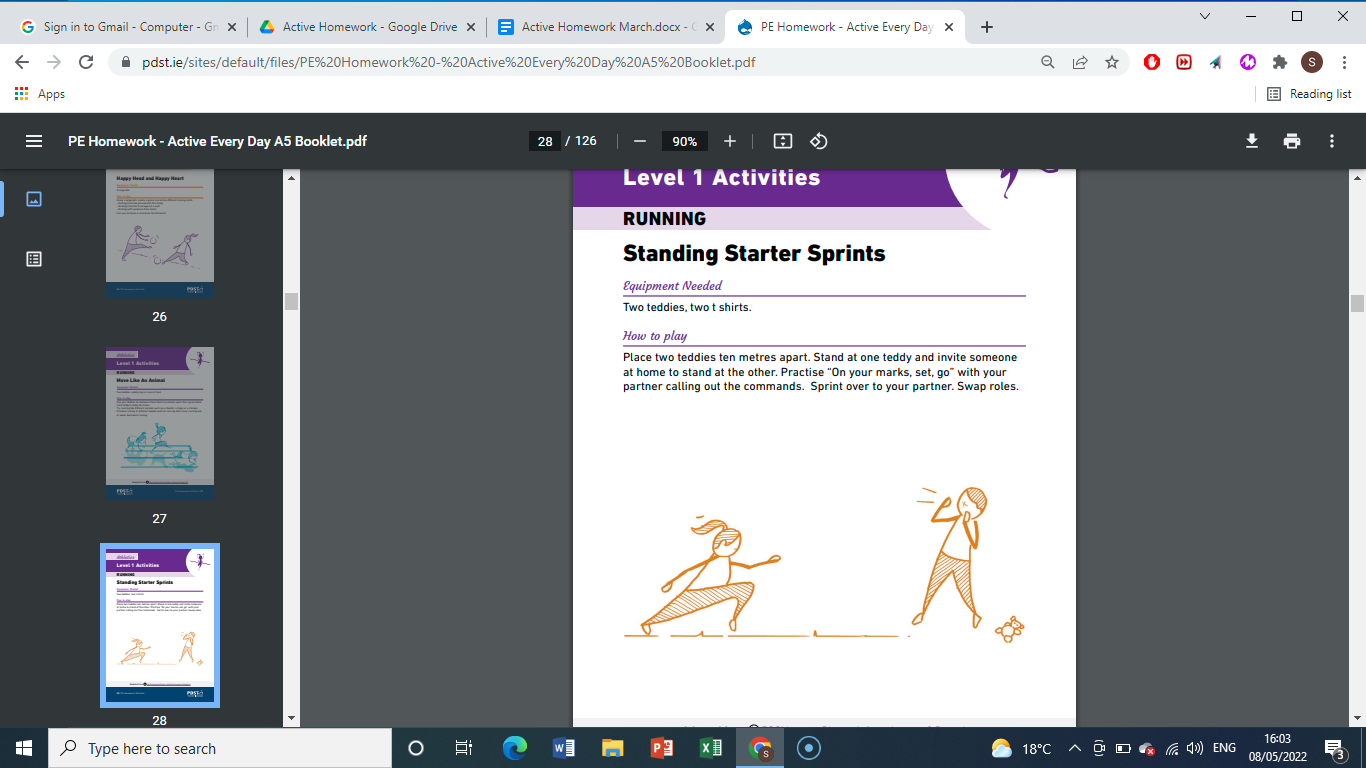 Sign in to Gmail - Computer - Gm
Active Homework - Google Drive
Active Homework March.docx - G
PE Homework - Active Every Day
pdst.ie/sites/default/files/PE%20Homework%20-%20Active%20Every%20Day%20A5%20Booklet.pdf
S
Apps
Reading list
PE Homework - Active Every Day A5 Booklet.pdf
28 / 126
90%
Happy Head and Happy Heart
26
Level 1 Activities
RUNNING
Move Like An Animal
PDST
27
Level 1 Activities
RUNNING
Standing Starter Sprints
PDST
28
Level 1 Activities
RUNNING
Standing Starter Sprints
Equipment Needed
Two teddies, two t shirts.
How to play
Place two teddies ten metres apart. Stand at one teddy and invite someone
at home to stand at the other. Practise “On your marks, set, go” with your
partner calling out the commands. Sprint over to your partner. Swap roles.
Type here to search
18°C
ENG
16:03
08/05/2022
3